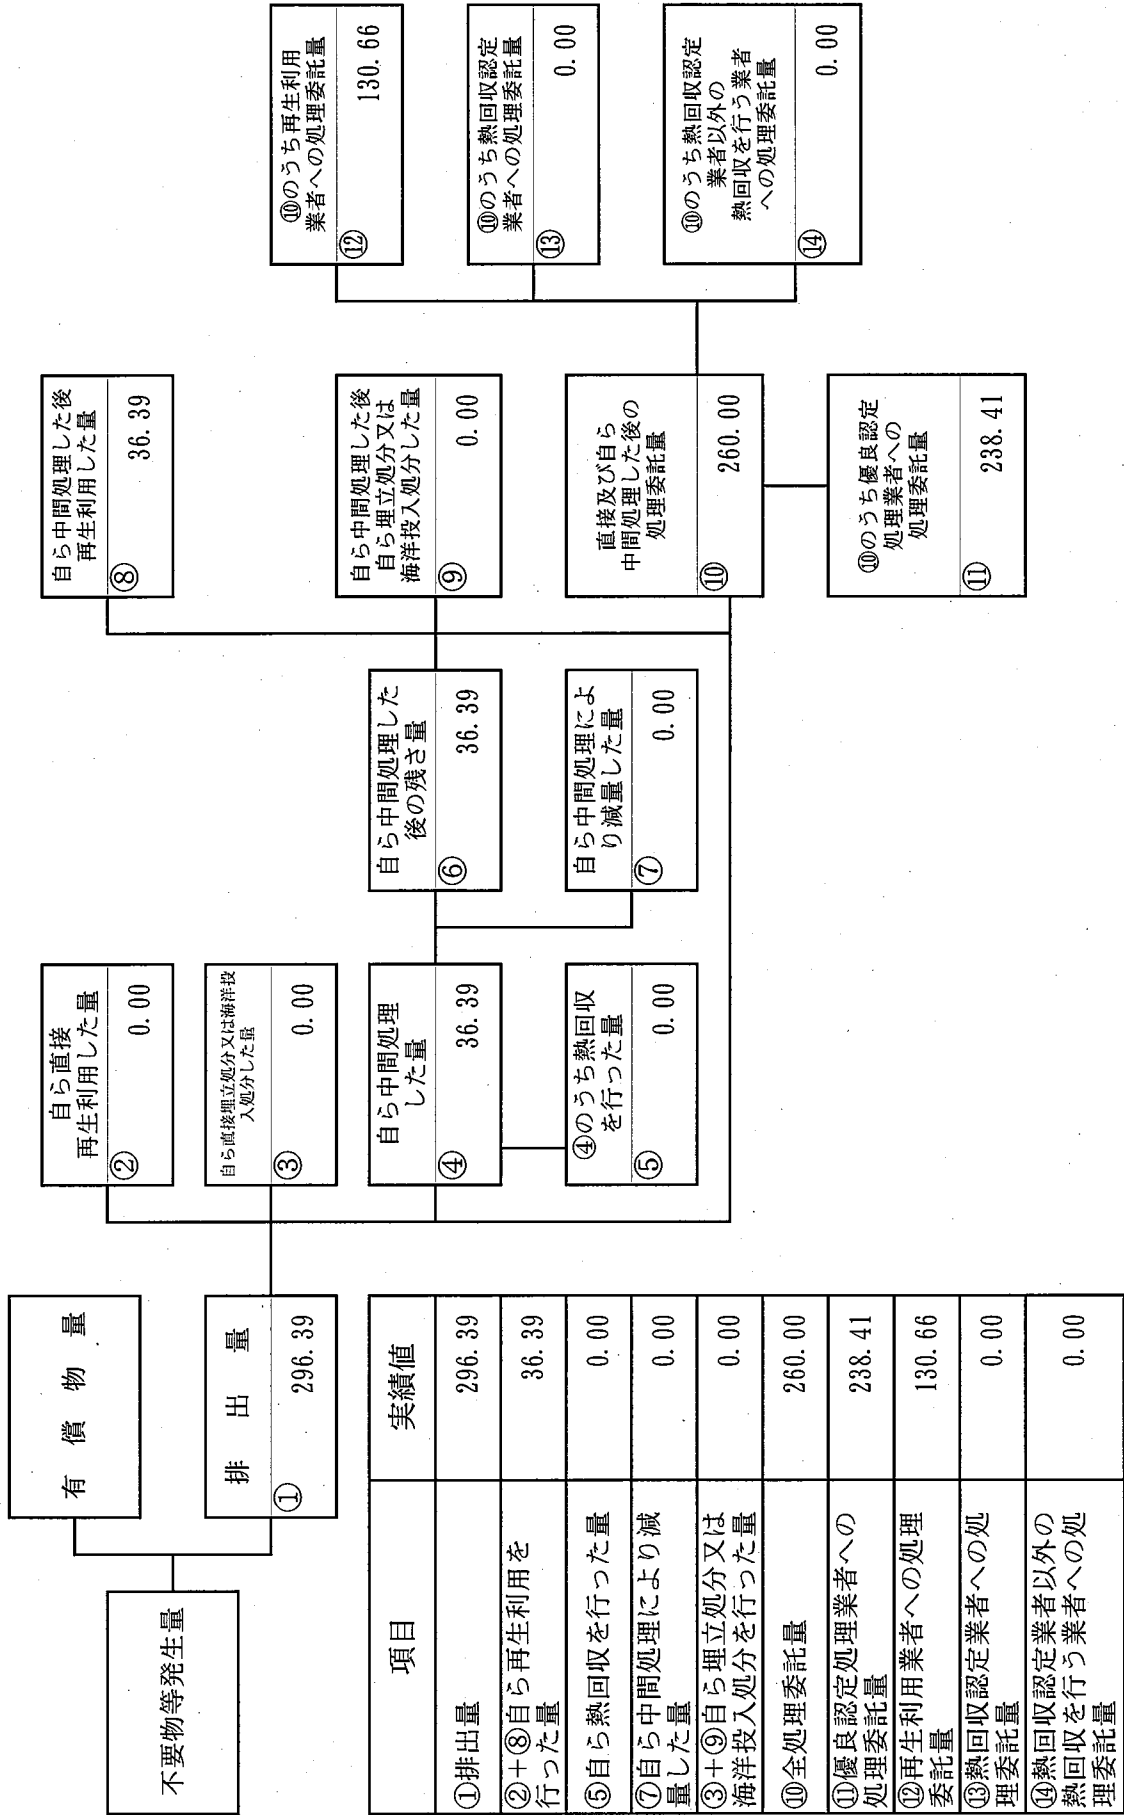 不要物等発生量
有償物量
排出量
① 296.39
自ら直接
再生利用した量
② 0.00
自ら直接埋立処分又は海洋投
入処分した量
③ 0.00
自ら中間処理
した量
④ 36.39
④のうち熱回収
を行った量
⑤ 0.00
自ら中間処理した
後の残さ量
⑥ 36.39
自ら中間処理によ
り減量した量
⑦ 0.00
自ら中間処理した後
再生利用した量
⑧ 36.39
自ら中間処理した後
自ら埋立処分又は
海洋投入処分した量
⑨ 0.00
直接及び自ら
中間処理した後の
処理委託量
⑩ 260.00
⑩のうち優良認定
処理業者への
処理委託量
⑪ 238.41
⑩のうち再生利用
業者への処理委託量
⑫ 130.66
⑩のうち熱回収認定
業者への処理委託量
⑬ 0.00
⑩のうち熱回収認定
業者以外の
熱回収を行う業者
への処理委託量
⑭ 0.00
項目 実績値
①排出量 296.39
②+⑧自ら再生利用を
行った量 36.39
⑤自ら熱回収を行った量 0.00
⑦自ら中間処理により減
量した量 0.00
③+⑨自ら埋立処分又は
海洋投入処分を行った量 0.00
⑩全処理委託量 260.00
⑪優良認定処理業者への
処理委託量 238.41
⑫再生利用業者への処理
委託量 130.66
⑬熱回収認定業者への処
理委託量 0.00
⑭熱回収認定業者以外の
熱回収を行う業者への処
理委託量 0.00